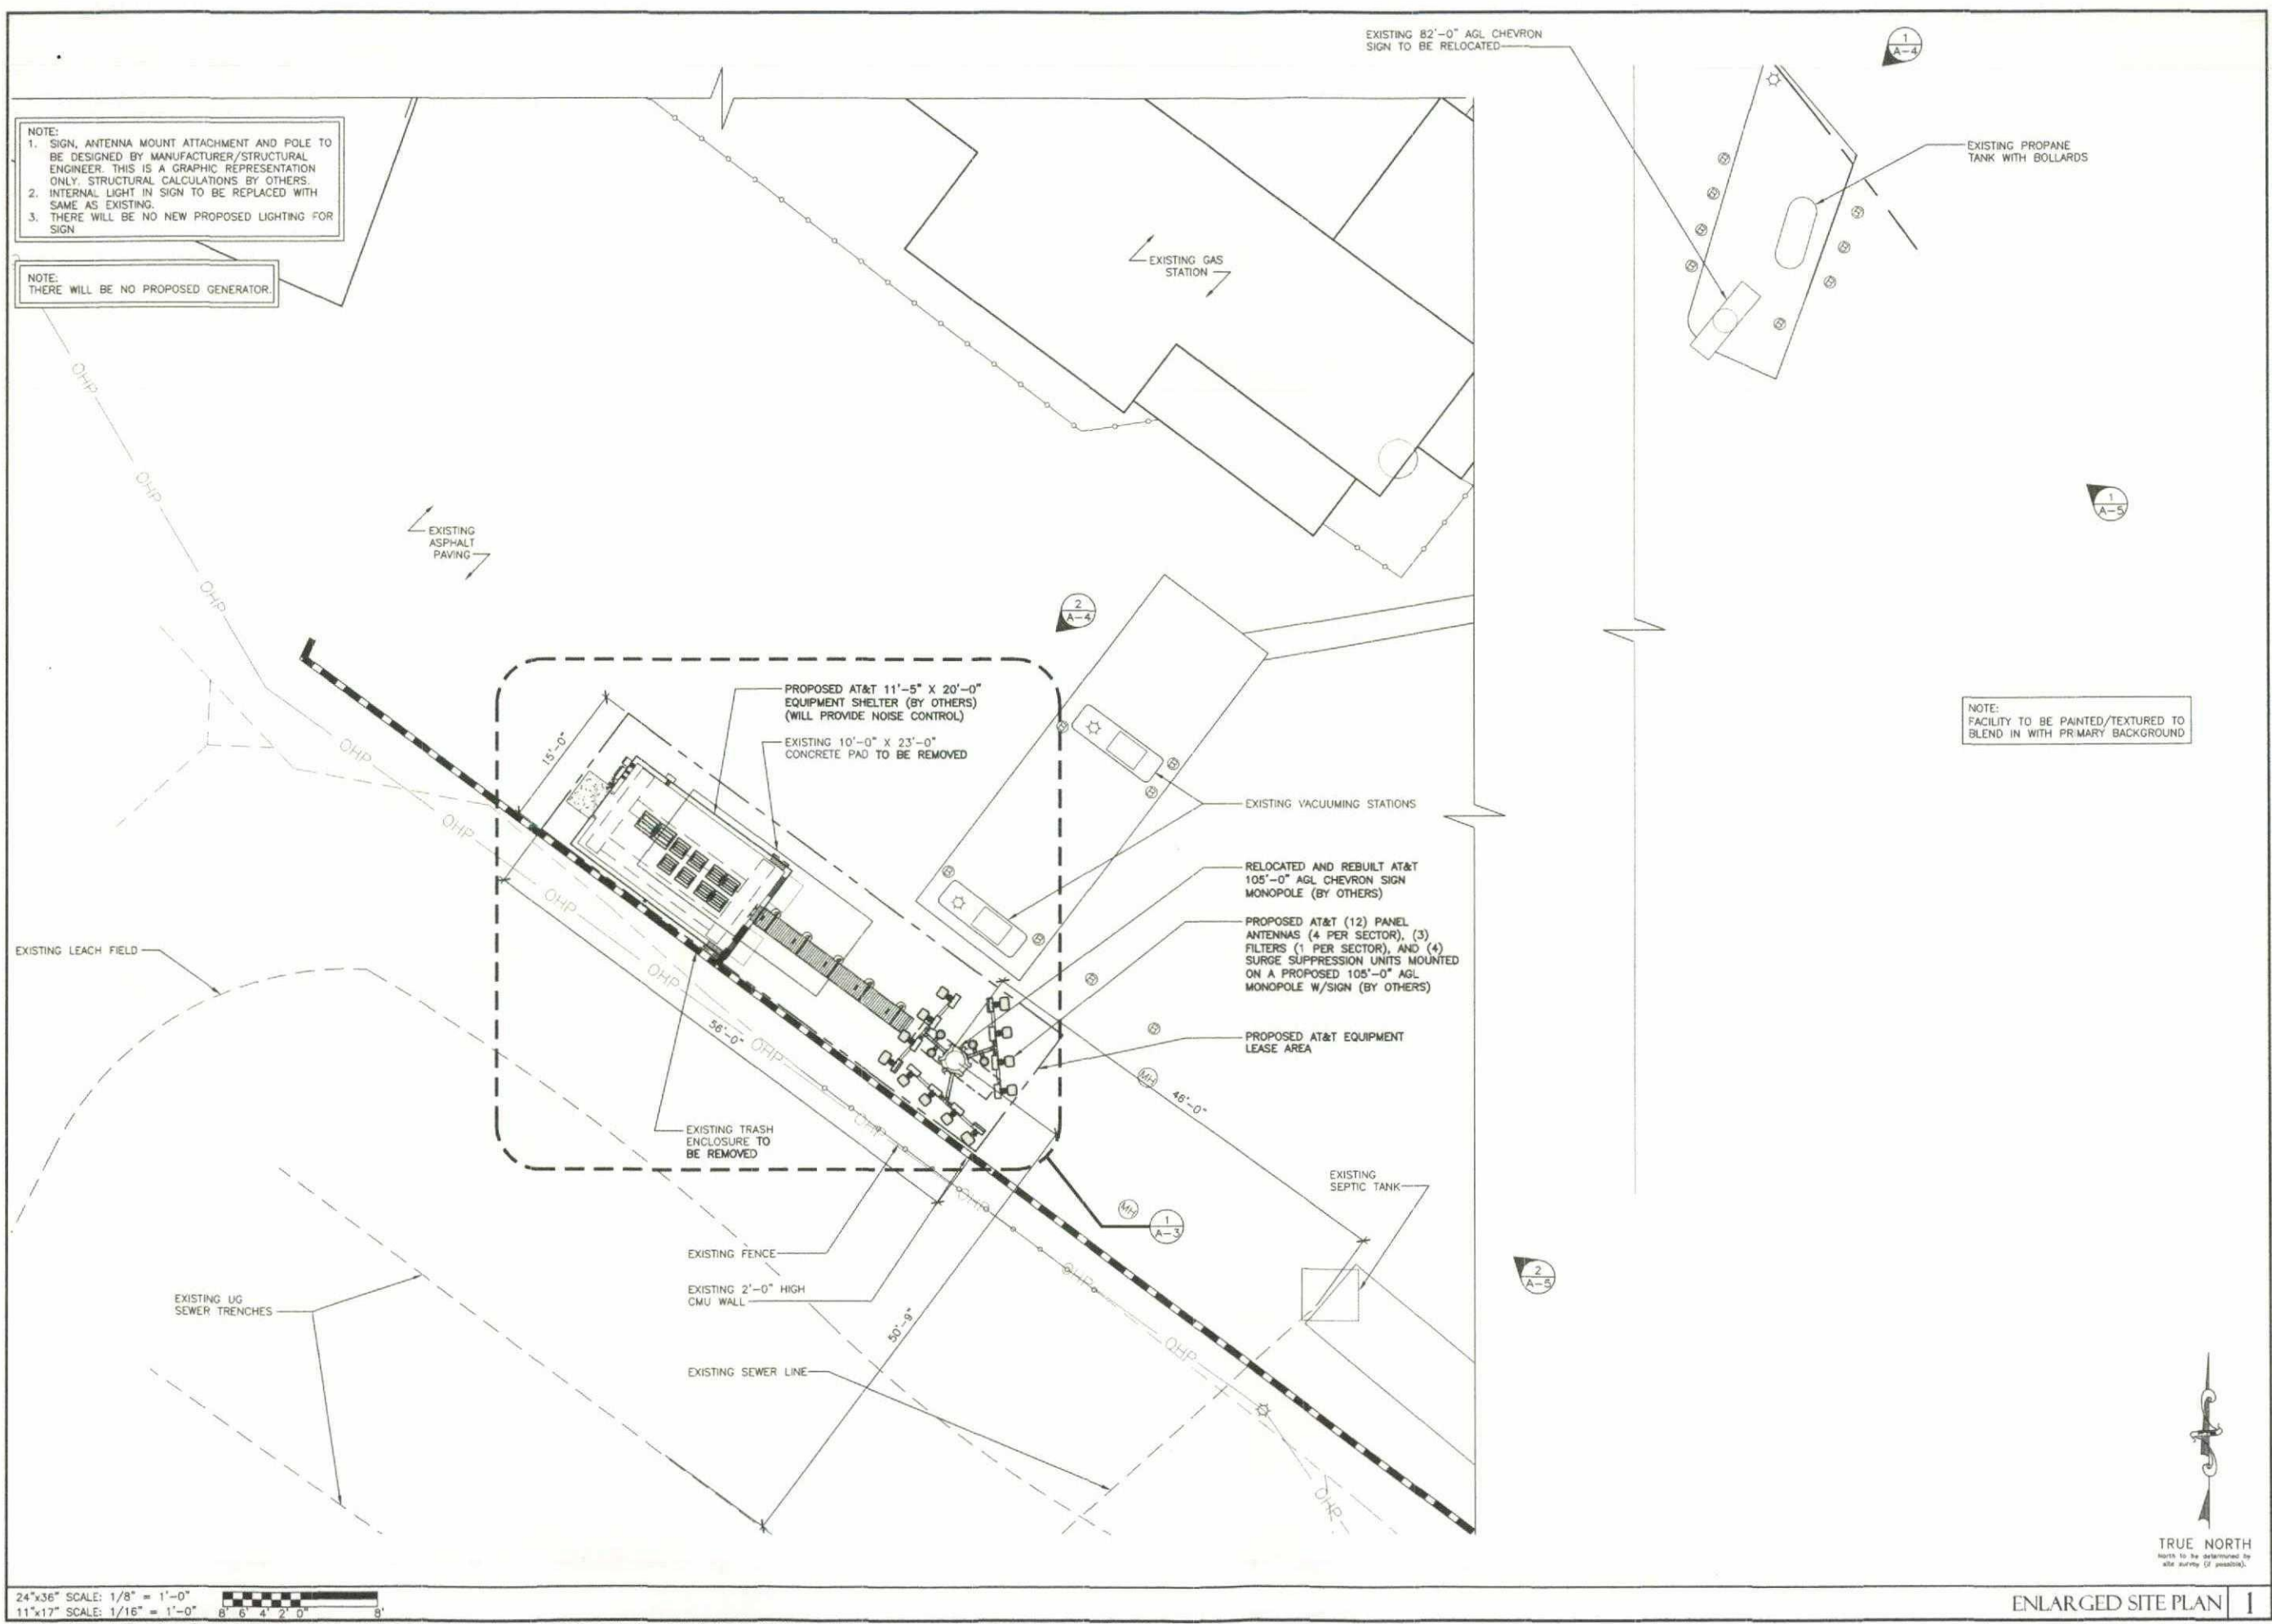 EXISTING 82'-0" AGL CHEVRON
SIGN TO BE RELOCATED
1
A-4
NOTE:
1. SIGN, ANTENNA MOUNT ATTACHMENT AND POLE TO
BE DESIGNED BY MANUFACTURER/STRUCTURAL
ENGINEER. THIS IS A GRAPHIC REPRESENTATION
ONLY. STRUCTURAL CALCULATIONS BY OTHERS.
2. INTERNAL LIGHT IN SIGN TO BE REPLACED WITH
SAME AS EXISTING.
3. THERE WILL BE NO NEW PROPOSED LIGHTING FOR
SIGN
EXISTING PROPANE
TANK WITH BOLLARDS
NOTE:
THERE WILL BE NO PROPOSED GENERATOR.
EXISTING GAS
STATION
OHP
OHP
1
A-5
EXISTING
ASPHALT
PAVING
OHP
2
A-4
PROPOSED AT&T 11'-5" X 20'-0"
EQUIPMENT SHELTER (BY OTHERS)
(WILL PROVIDE NOISE CONTROL)
NOTE:
FACILITY TO BE PAINTED/TEXTURED TO
BLEND IN WITH PRIMARY BACKGROUND
15'-0"
OHP
EXISTING 10'-0" X 23'-0"
CONCRETE PAD TO BE REMOVED
EXISTING VACUUMING STATIONS
OHP
RELOCATED AND REBUILT AT&T
105'-0" AGL CHEVRON SIGN
MONOPOLE (BY OTHERS)
OHP
PROPOSED AT&T (12) PANEL
ANTENNAS (4 PER SECTOR), (3)
FILTERS (1 PER SECTOR), AND (4)
SURGE SUPPRESSION UNITS MOUNTED
ON A PROPOSED 105'-0" AGL
MONOPOLE W/SIGN (BY OTHERS)
EXISTING LEACH FIELD
OHP
56'-0"
OHP
PROPOSED AT&T EQUIPMENT
LEASE AREA
MH
46'-0"
EXISTING TRASH
ENCLOSURE TO
BE REMOVED
OHP
EXISTING
SEPTIC TANK
OHP
MH
1
A-3
EXISTING FENCE
OHP
2
A-5
EXISTING 2'-0" HIGH
CMU WALL
EXISTING UG
SEWER TRENCHES
50'-9"
OHP
EXISTING SEWER LINE
OHP
TRUE NORTH
North to be determined by
site survey (if possible).
24"x36" SCALE: 1/8" = 1'-0"
11"x17" SCALE: 1/16" = 1'-0"
8' 6' 4' 2' 0" 8'
ENLARGED SITE PLAN 1